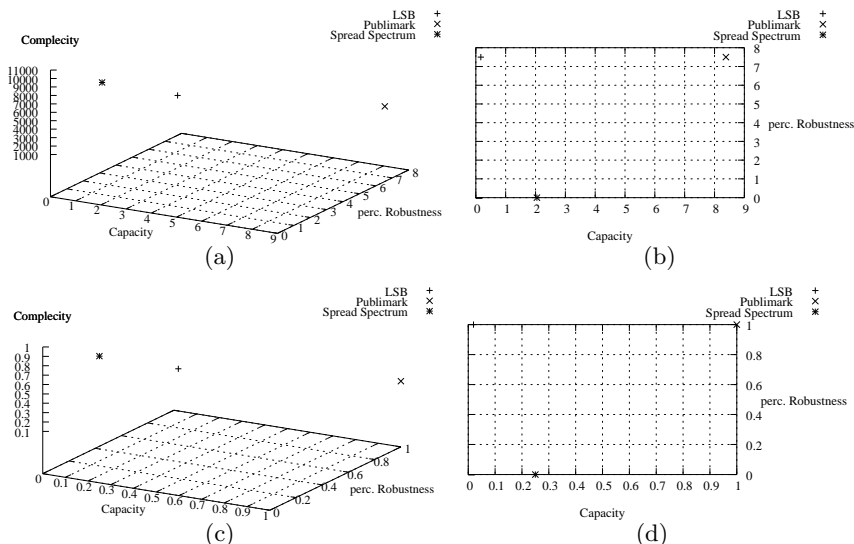 LSB
Publimark
Spread Spectrum
Complecity
11000
10000
9000
8000
7000
6000
5000
4000
3000
2000
1000
0 1 2 3 4 5 6 7 8 9
Capacity
0 1 2 3 4 5 6 7 8
perc. Robustness
(a)
LSB
Publimark
Spread Spectrum
8
7
6
5
4
3
2
1
0
perc. Robustness
0 1 2 3 4 5 6 7 8 9
Capacity
(b)
LSB
Publimark
Spread Spectrum
Complecity
1
0.9
0.8
0.7
0.6
0.5
0.4
0.3
0.2
0.1
0 0.1 0.2 0.3 0.4 0.5 0.6 0.7 0.8 0.9 1
Capacity
0 0.2 0.4 0.6 0.8 1
perc. Robustness
(c)
LSB
Publimark
Spread Spectrum
1
0.8
0.6
0.4
0.2
0
perc. Robustness
0 0.1 0.2 0.3 0.4 0.5 0.6 0.7 0.8 0.9 1
Capacity
(d)